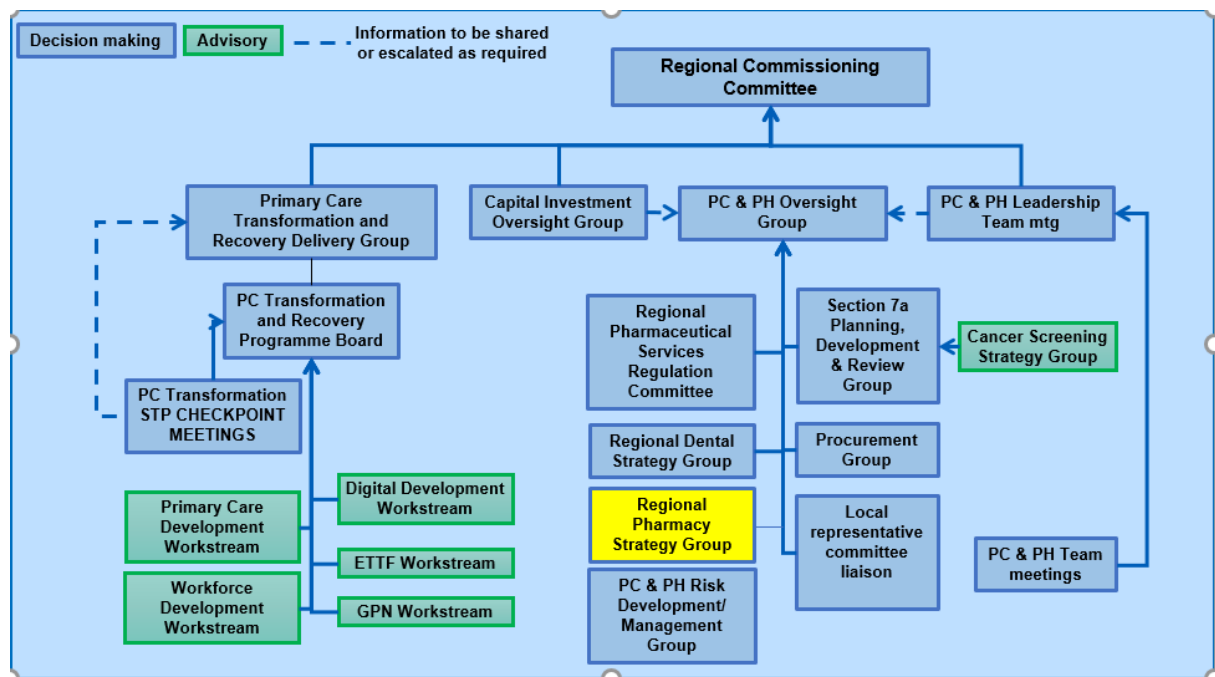 Decision making
Advisory
Information to be shared
or escalated as required
Regional Commissioning
Committee
Primary Care
Transformation and
Recovery Delivery Group
Capital Investment
Oversight Group
PC & PH Oversight
Group
PC & PH Leadership
Team mtg
PC Transformation
and Recovery
Programme Board
PC Transformation
STP CHECKPOINT
MEETINGS
Regional
Pharmaceutical
Services
Regulation
Committee
Section 7a
Planning,
Development
& Review
Group
Cancer Screening
Strategy Group
Regional Dental
Strategy Group
Procurement
Group
Primary Care
Development
Workstream
Digital Development
Workstream
Regional
Pharmacy
Strategy Group
Local
representative
committee
liaison
ETTF Workstream
PC & PH Team
meetings
Workforce
Development
Workstream
GPN Workstream
PC & PH Risk
Development/
Management
Group